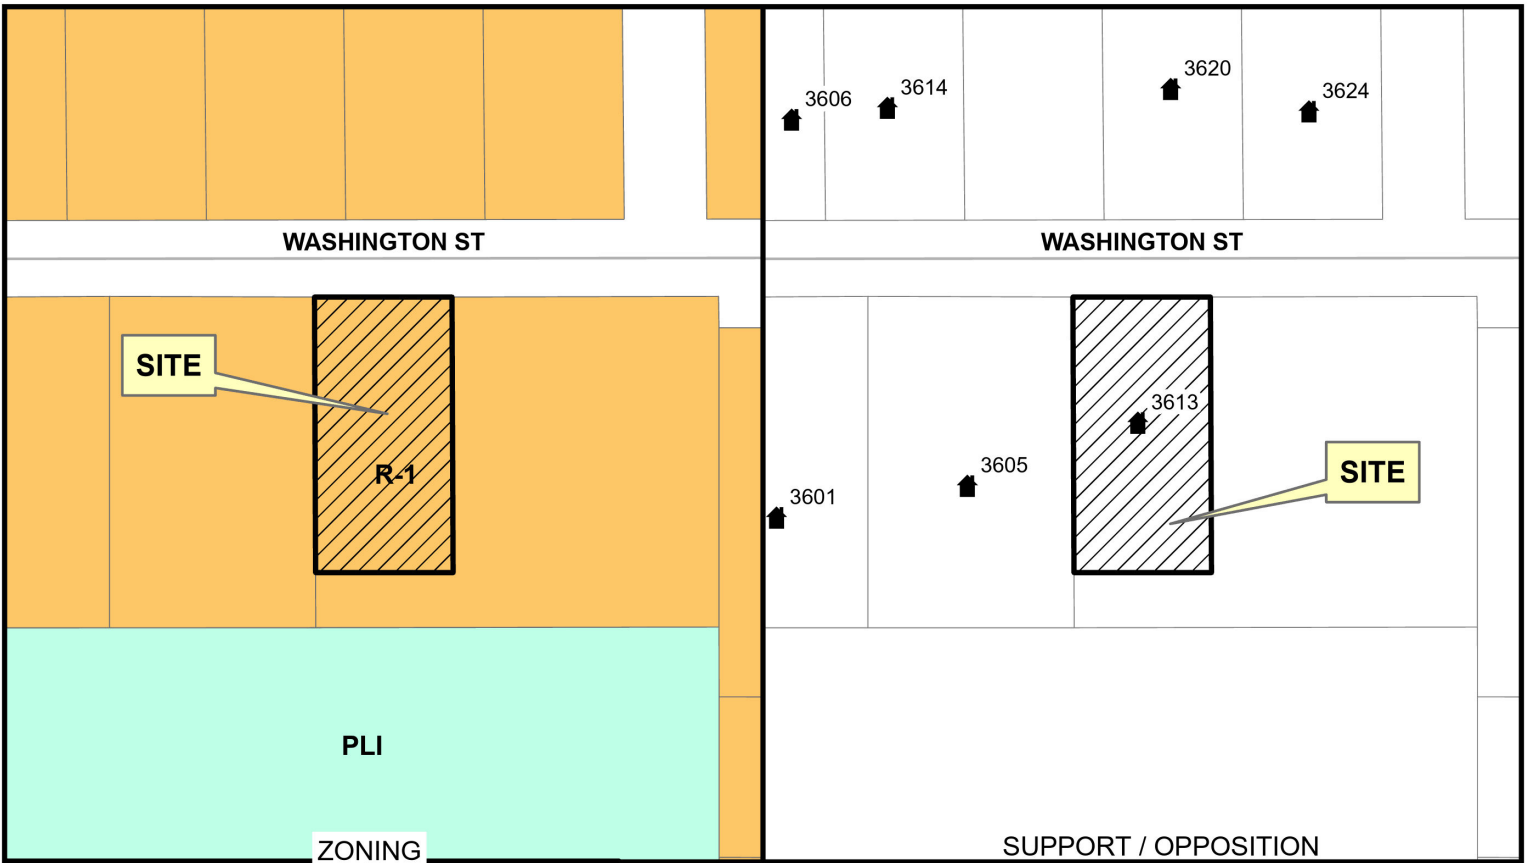 WASHINGTON ST
SITE
R-1
PLI
ZONING
3606
3614
3620
3624
WASHINGTON ST
3613
3605
3601
SITE
SUPPORT / OPPOSITION